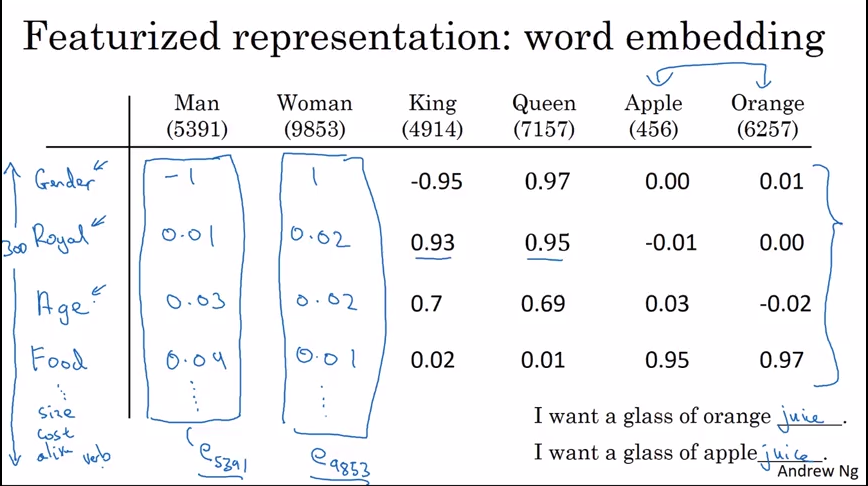 Featurized representation: word embedding
Man Woman King Queen Apple Orange
(5391) (9853) (4914) (7157) (456) (6257)
Gender -1 1 -0.95 0.97 0.00 0.01
300 Royal 0.01 0.02 0.93 0.95 -0.01 0.00
Age 0.03 0.02 0.7 0.69 0.03 -0.02
Food 0.04 0.01 0.02 0.01 0.95 0.97
size
cost
alive verb
e5391 e9853
I want a glass of orange juice.
I want a glass of apple juice.
Andrew Ng